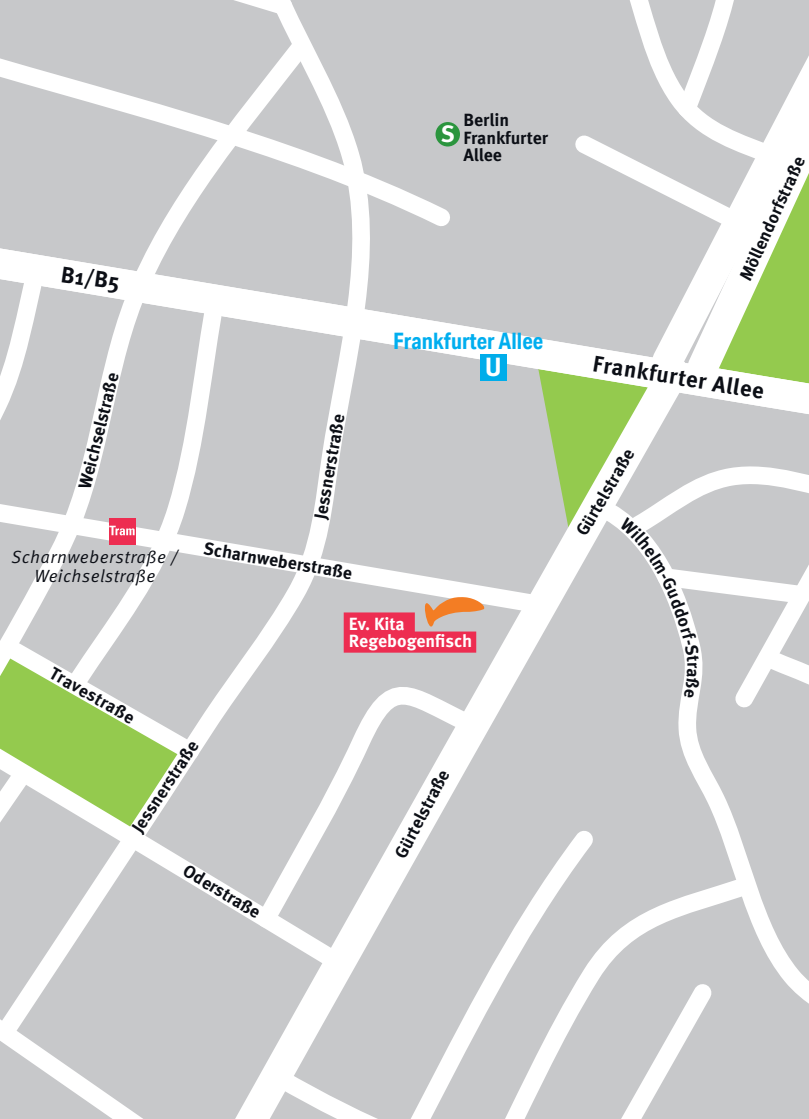 S
Berlin
Frankfurter
Allee
Möllendorfstraße
B1/B5
Frankfurter Allee
U
Frankfurter Allee
Weichselstraße
Jessnerstraße
Gürtelstraße
Tram
Scharnweberstraße /
Weichselstraße
Scharnweberstraße
Wilhelm-Guddorf-Straße
Ev. Kita
Regebogenfisch
Travestraße
Jessnerstraße
Gürtelstraße
Oderstraße